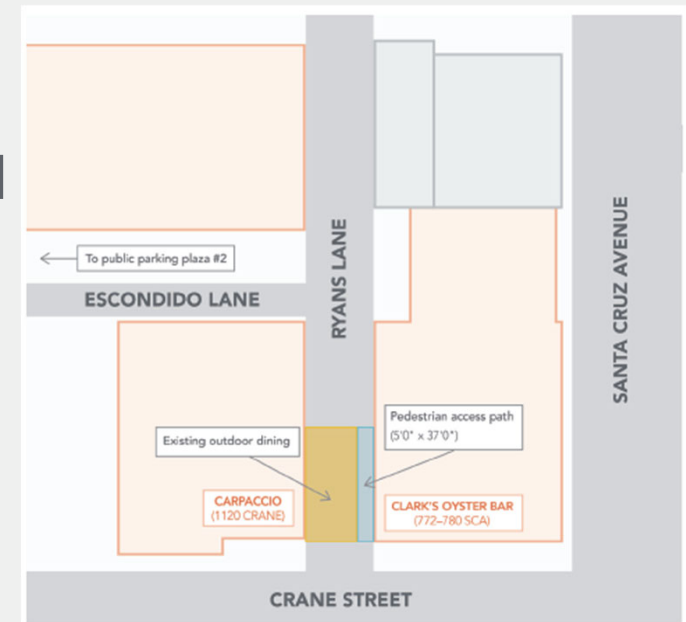 To public parking plaza #2
ESCONDIDO LANE
RYANS LANE
SANTA CRUZ AVENUE
Pedestrian access path
(5'0" x 37'0")
Existing outdoor dining
CARPACCIO
(1120 CRANE)
CLARK'S OYSTER BAR
(772–780 SCA)
CRANE STREET